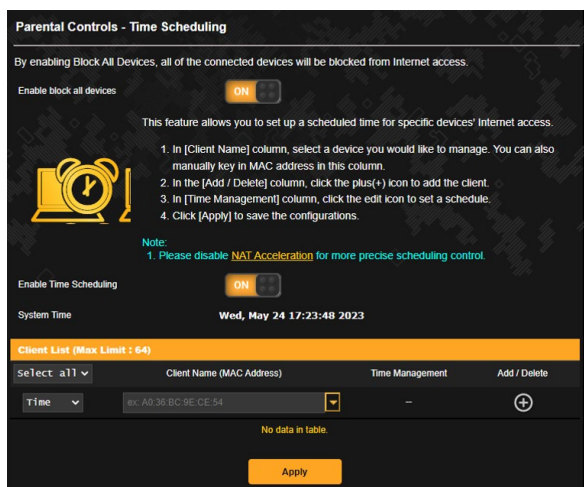 Parental Controls - Time Scheduling
By enabling Block All Devices, all of the connected devices will be blocked from Internet access.
Enable block all devices
ON
This feature allows you to set up a scheduled time for specific devices' Internet access.
1. In [Client Name] column, select a device you would like to manage. You can also
manually key in MAC address in this column.
2. In the [Add / Delete] column, click the plus(+) icon to add the client.
3. In [Time Management] column, click the edit icon to set a schedule.
4. Click [Apply] to save the configurations.
Note:
1. Please disable NAT Acceleration for more precise scheduling control.
Enable Time Scheduling
ON
System Time
Wed, May 24 17:23:48 2023
Client List (Max Limit : 64)
Select all
Client Name (MAC Address)
Time Management
Add / Delete
Time
ex: A0:36:BC:9E:CE:54
--
No data in table.
Apply